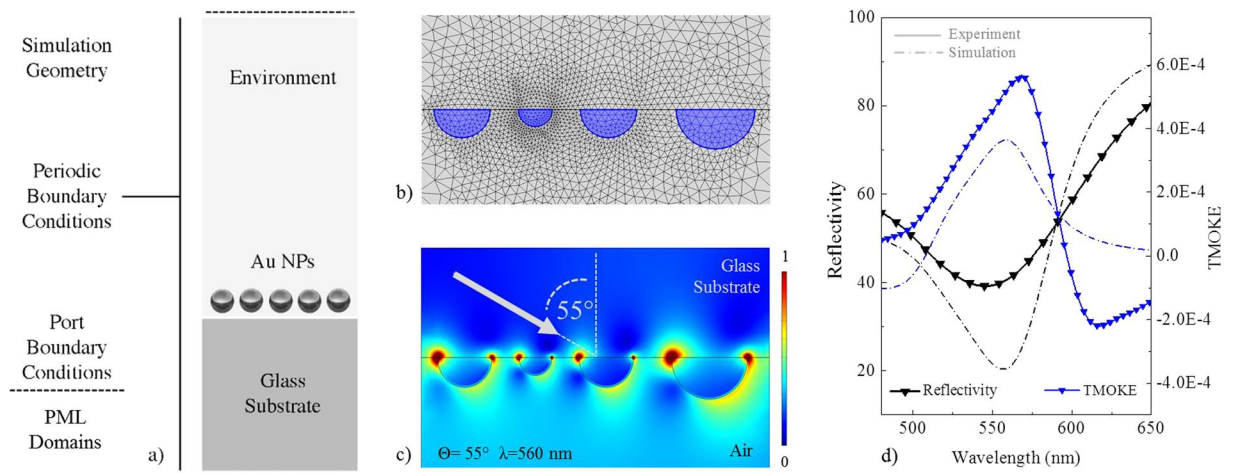 Simulation
Geometry
Periodic
Boundary
Conditions
Port
Boundary
Conditions
PML
Domains
a)
Environment
Au NPs
Glass
Substrate
b)
c)
Glass
Substrate
55°
Θ= 55° λ=560 nm
Air
1
0
d)
Reflectivity
100
80
60
40
20
Experiment
Simulation
6.0E-4
4.0E-4
2.0E-4
0.0
-2.0E-4
-4.0E-4
TMOKE
Reflectivity
TMOKE
500
550
600
650
Wavelength (nm)